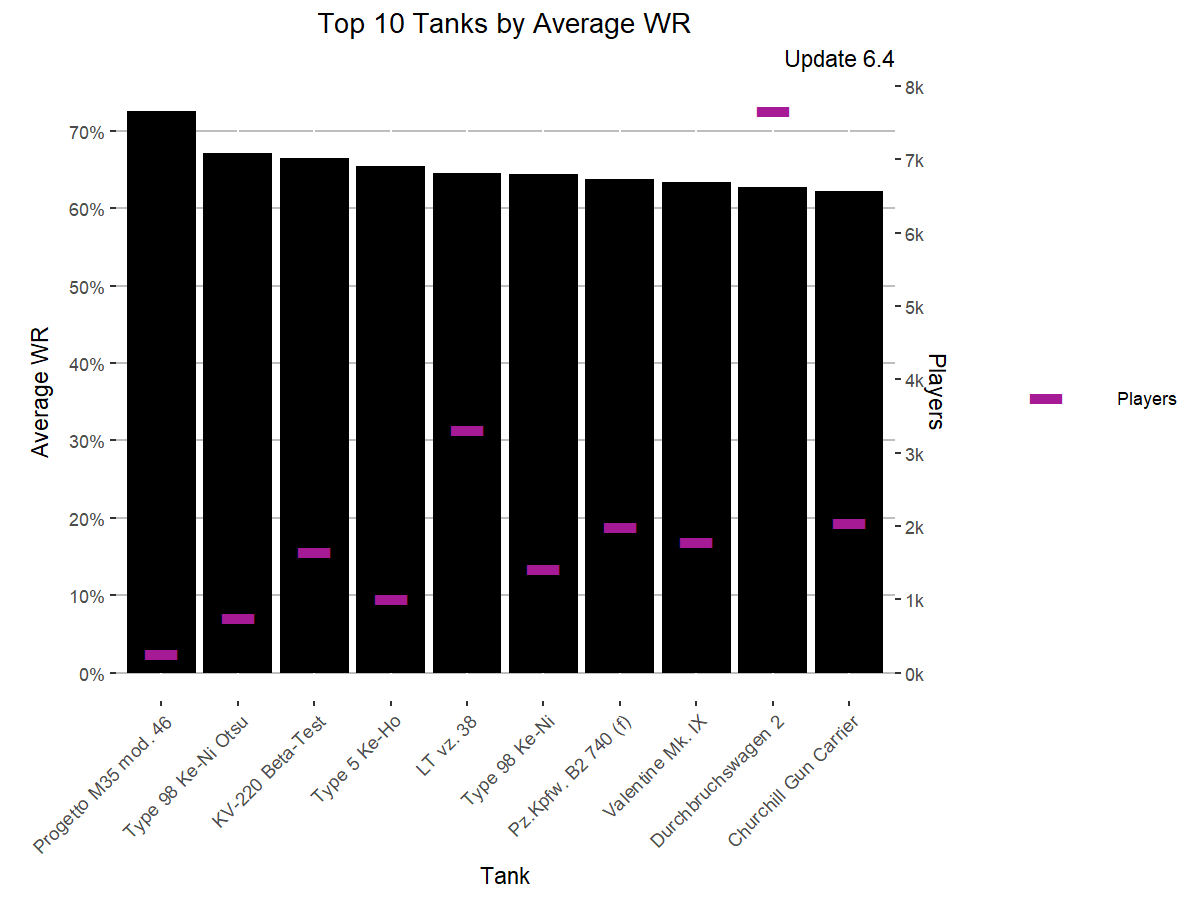 Top 10 Tanks by Average WR
Update 6.4
Average WR
70%
60%
50%
40%
30%
20%
10%
0%
8k
7k
6k
5k
4k
3k
2k
1k
0k
Players
Players
Progetto M35 mod. 46
Type 98 Ke-Ni Otsu
KV-220 Beta-Test
Type 5 Ke-Ho
LT vz. 38
Type 98 Ke-Ni
Pz.Kpfw. B2 740 (f)
Valentine Mk. IX
Durchbruchswagen 2
Churchill Gun Carrier
Tank